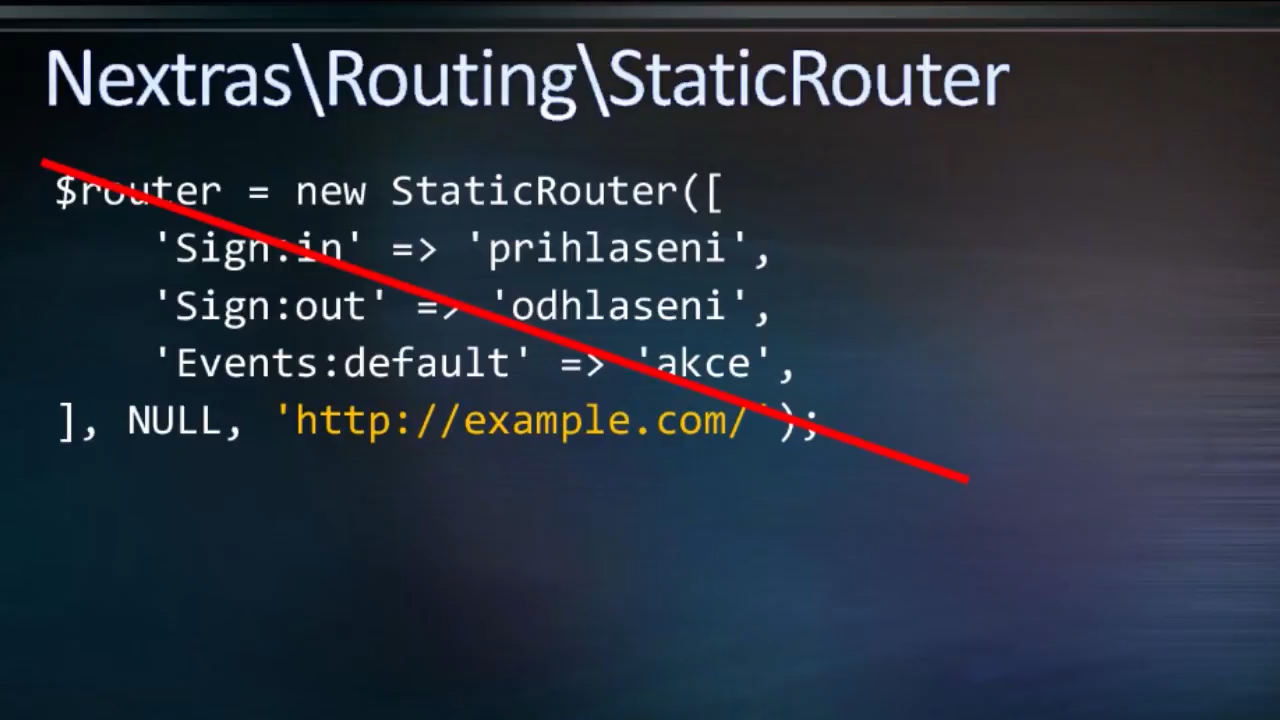 Nextras\Routing\StaticRouter
$router = new StaticRouter([
'Sign:in' => 'prihlaseni',
'Sign:out' => 'odhlaseni',
'Events:default' => 'akce',
], NULL, 'http://example.com/');